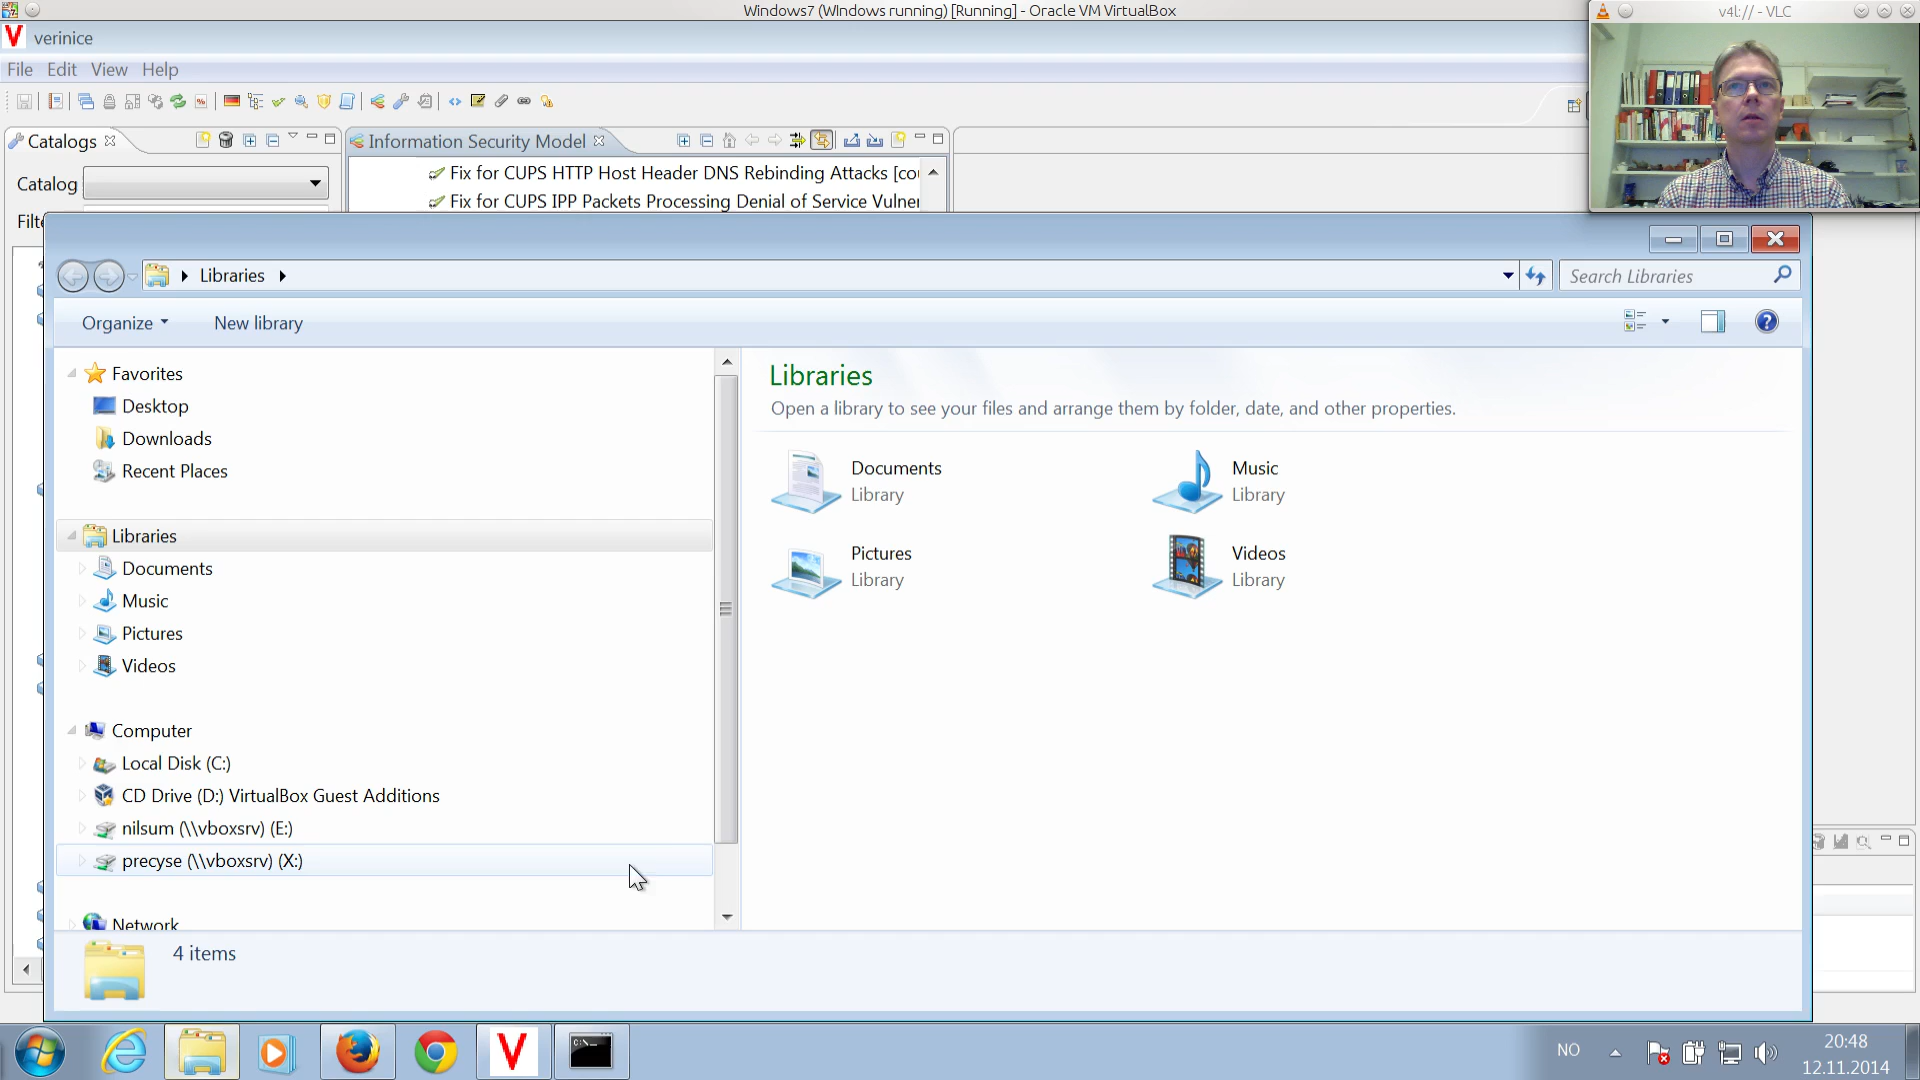 Windows7 (WIndows running) [Running] - Oracle VM VirtualBox
v4l:// - VLC
verinice
File Edit View Help
Catalogs
Information Security Model
Catalog
Fix for CUPS HTTP Host Header DNS Rebinding Attacks [cou
Fix for CUPS IPP Packets Processing Denial of Service Vulner
Filte
Libraries
Search Libraries
Organize
New library
Favorites
Desktop
Downloads
Recent Places
Libraries
Documents
Music
Pictures
Videos
Computer
Local Disk (C:)
CD Drive (D:) VirtualBox Guest Additions
nilsum (\\vboxsrv) (E:)
precyse (\\vboxsrv) (X:)
Network
Libraries
Open a library to see your files and arrange them by folder, date, and other properties.
Documents
Library
Music
Library
Pictures
Library
Videos
Library
4 items
NO
20:48
12.11.2014